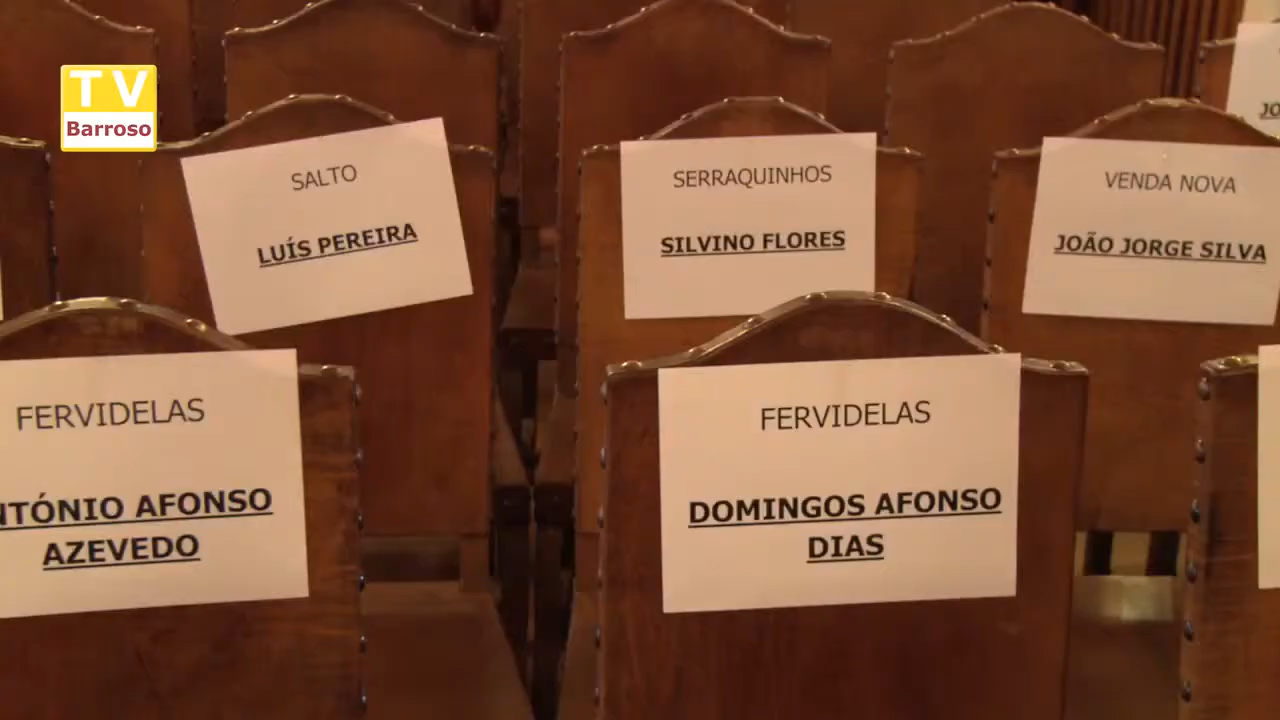 TV
Barroso
SALTO
LUÍS PEREIRA
SERRAQUINHOS
SILVINO FLORES
VENDA NOVA
JOÃO JORGE SILVA
FERVIDELAS
AFONSO
AZEVEDO
FERVIDELAS
DOMINGOS AFONSO
DIAS